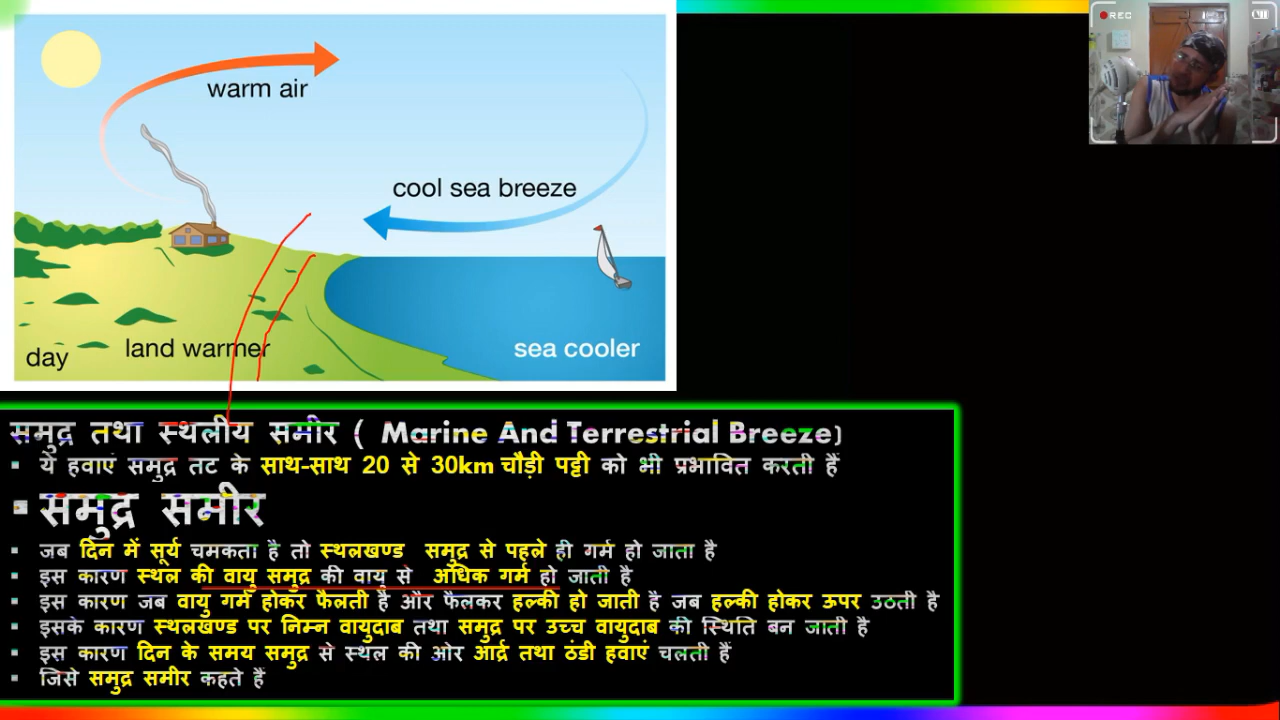 warm air
cool sea breeze
land warmer
day
sea cooler
REC
समुद्र तथा स्थलीय समीर ( Marine And Terrestrial Breeze)
ये हवाएं समुद्र तट के साथ-साथ 20 से 30km चौड़ी पट्टी को भी प्रभावित करती हैं
समुद्र समीर
जब दिन में सूर्य चमकता है तो स्थलखण्ड समुद्र से पहले ही गर्म हो जाता है
इस कारण स्थल की वायु समुद्र की वायु से अधिक गर्म हो जाती है
इस कारण जब वायु गर्म होकर फैलती है और फैलकर हल्की हो जाती है जब हल्की होकर ऊपर उठती है
इसके कारण स्थलखण्ड पर निम्न वायुदाब तथा समुद्र पर उच्च वायुदाब की स्थिति बन जाती है
इस कारण दिन के समय समुद्र से स्थल की ओर आर्द्र तथा ठंडी हवाएं चलती हैं
जिसे समुद्र समीर कहते हैं